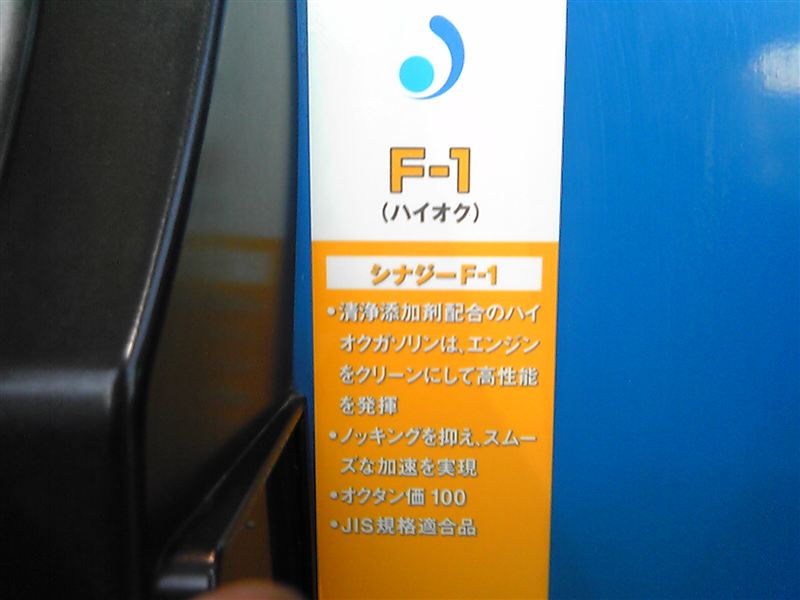 F-1
(ハイオク)
シナジーF-1
•清浄添加剤配合のハイ
オクガソリンは、エンジン
をクリーンにして高性能
を発揮
•ノッキングを抑え、スムー
ズな加速を実現
•オクタン価100
•JIS規格適合品